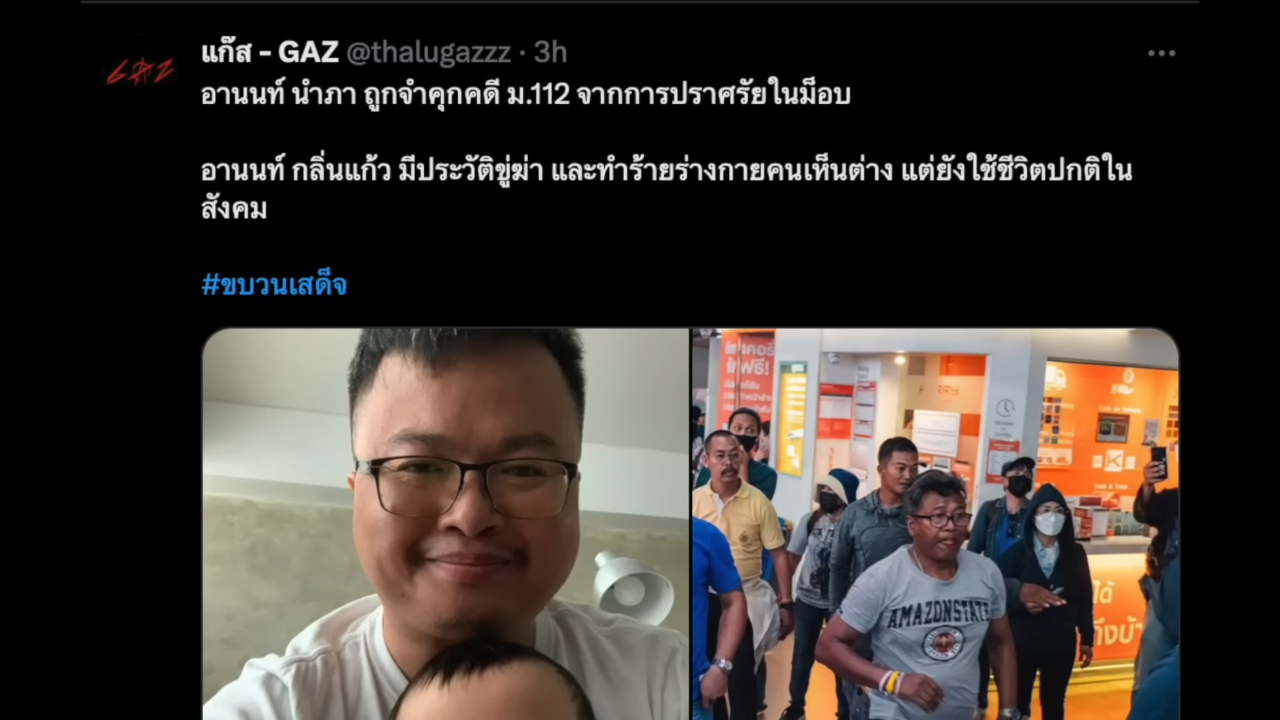 แก๊ส - GAZ @thalugazzz · 3h
อานนท์ นำภา ถูกจำคุกคดี ม.112 จากการปราศรัยในม็อบ
อานนท์ กลิ่นแก้ว มีประวัติขู่ฆ่า และทำร้ายร่างกายคนเห็นต่าง แต่ยังใช้ชีวิตปกติใน
สังคม
#ขบวนเสด็จ
ฟรี!
AMAZONSTATE